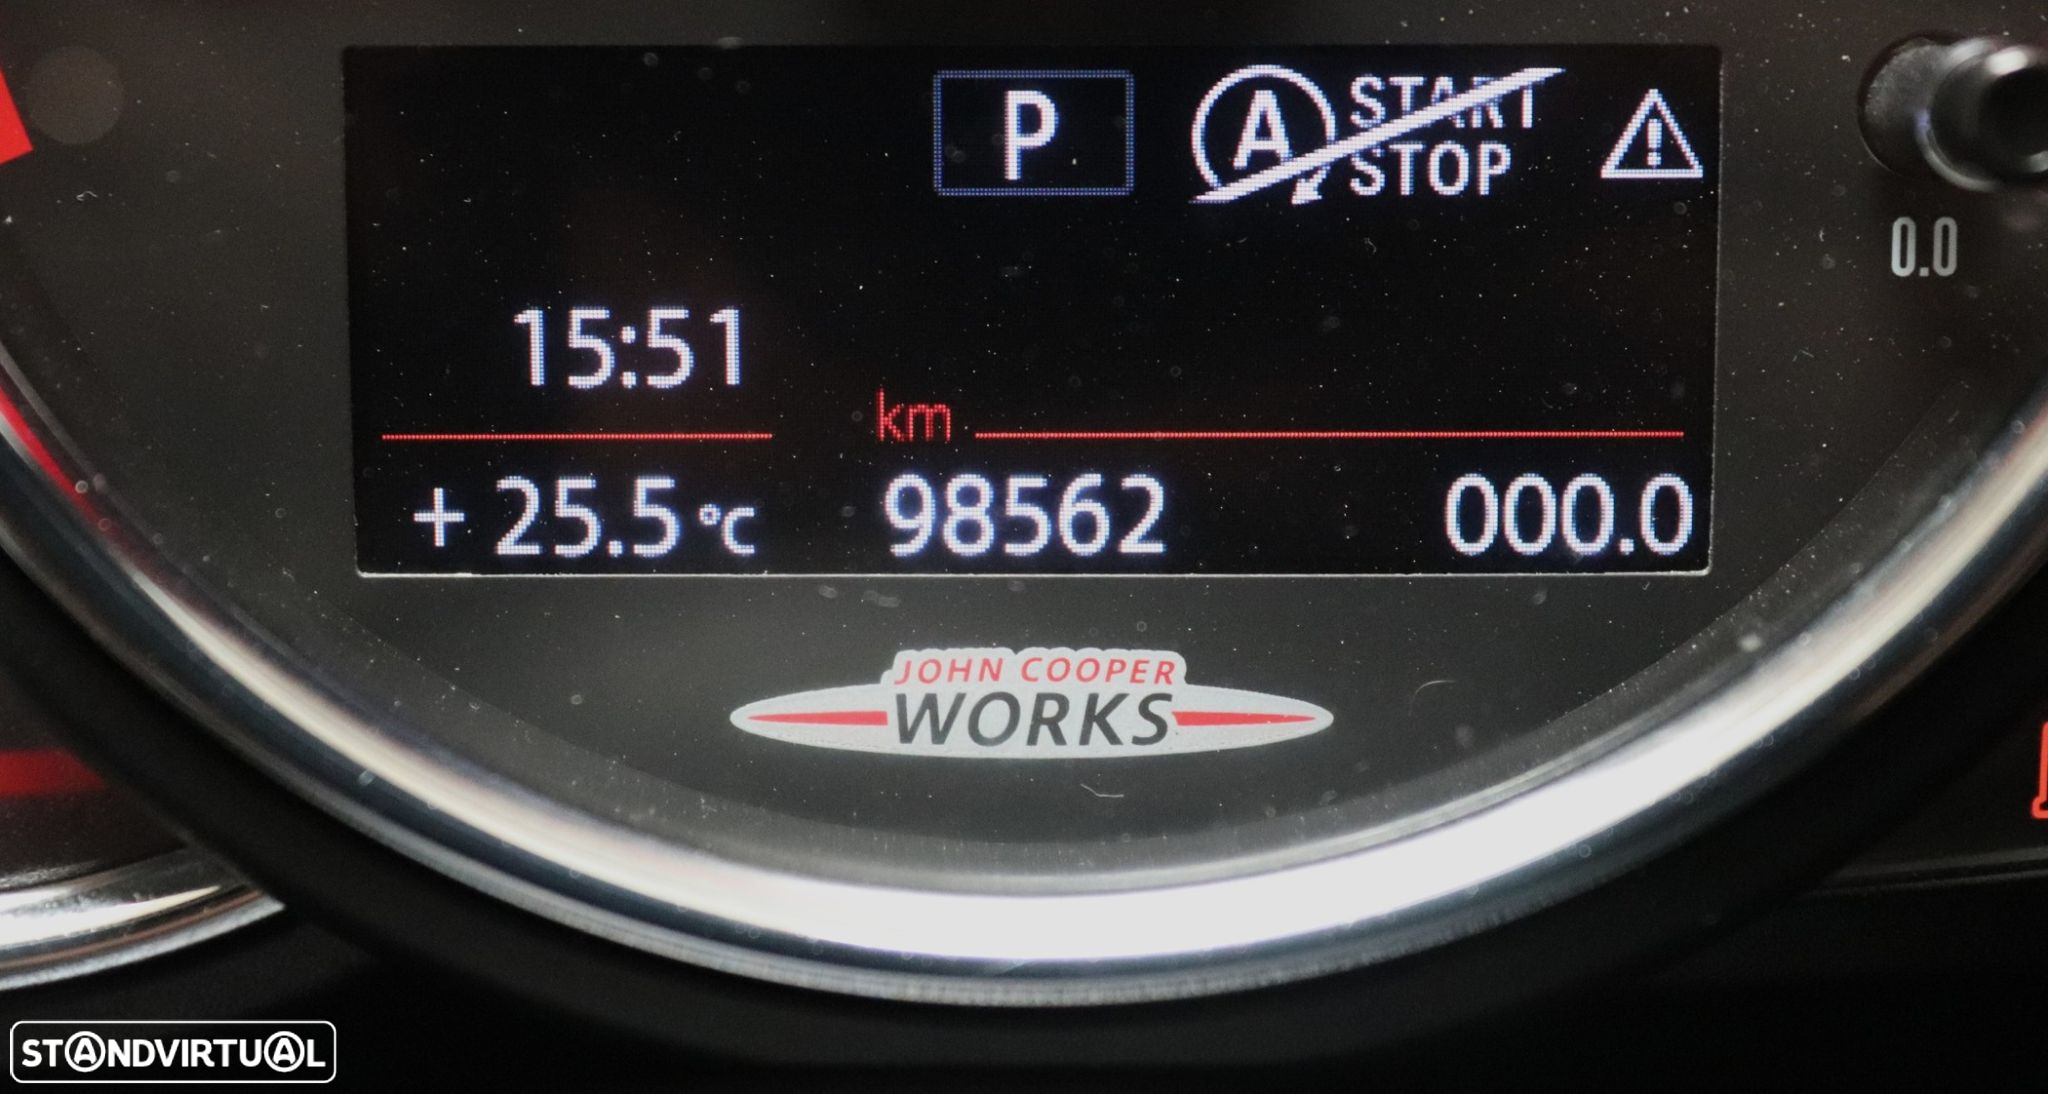 P
A START
STOP
0.0
15:51
km
+ 25.5 °C 98562 000.0
JOHN COOPER
WORKS
STANDVIRTUAL